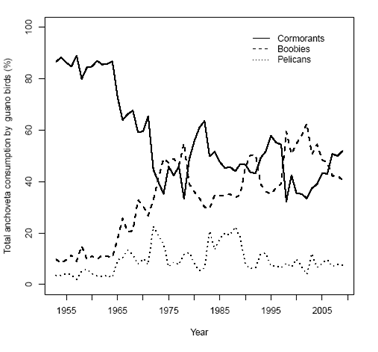 Total anchoveta consumption by guano birds (%)
100
80
60
40
20
0
Cormorants
Boobies
Pelicans
1955
1965
1975
1985
1995
2005
Year